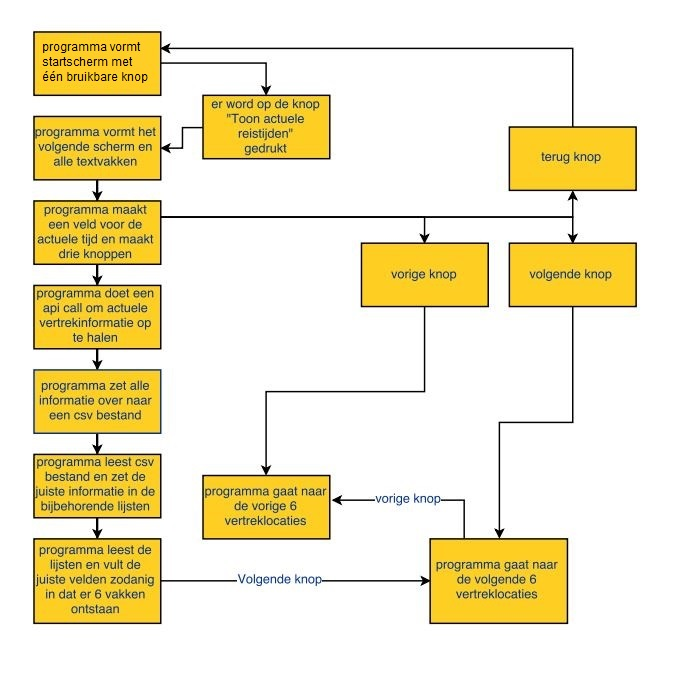 programma vormt
startscherm met
één bruikbare knop
er word op de knop
"Toon actuele
reistijden"
gedrukt
programma vormt het
volgende scherm en
alle textvakken
terug knop
programma maakt
een veld voor de
actuele tijd en maakt
drie knoppen
vorige knop
volgende knop
programma doet een
api call om actuele
vertrekinformatie op
te halen
programma zet alle
informatie over naar
een csv bestand
programma leest csv
bestand en zet de
juiste informatie in de
bijbehorende lijsten
programma gaat naar
de vorige 6
vertreklocaties
vorige knop
programma leest de
lijsten en vult de
juiste velden zodanig
in dat er 6 vakken
ontstaan
Volgende knop
programma gaat naar
de volgende 6
vertreklocaties